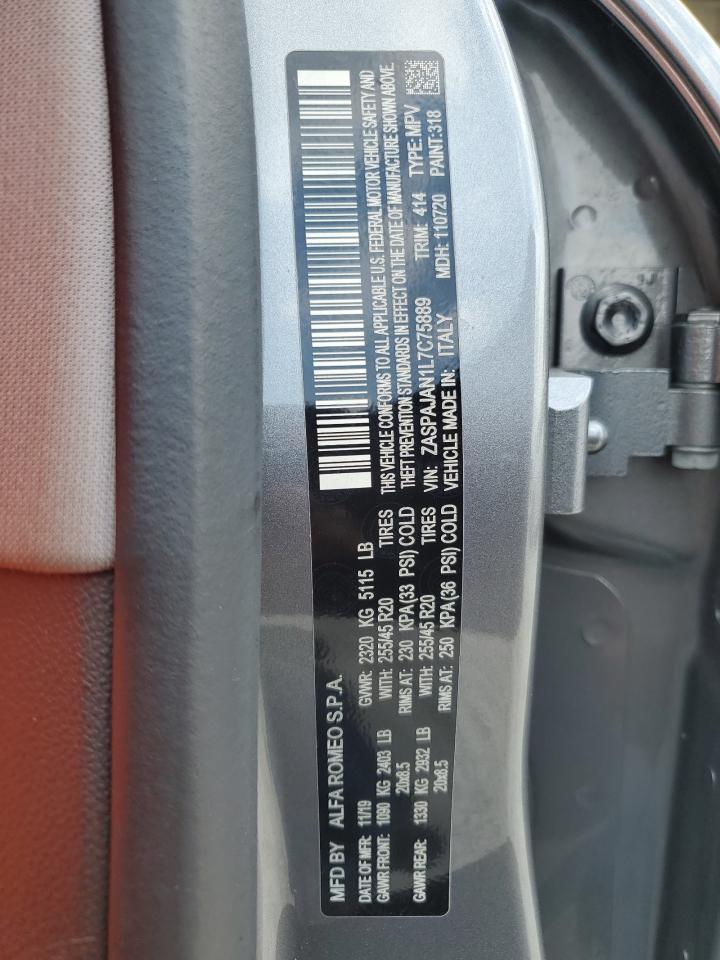 MFD BY ALFA ROMEO S.P.A.
DATE OF MFR: 11/19 GVWR: 2320 KG 5115 LB
GAWR FRONT: 1090 KG 2403 LB WITH: 255/45 R20 TIRES
20x8.5 RIMS AT: 230 KPA(33 PSI) COLD
GAWR REAR: 1330 KG 2932 LB WITH: 255/45 R20 TIRES
20x8.5 RIMS AT: 250 KPA(36 PSI) COLD
THIS VEHICLE CONFORMS TO ALL APPLICABLE U.S. FEDERAL MOTOR VEHICLE SAFETY AND
THEFT PREVENTION STANDARDS IN EFFECT ON THE DATE OF MANUFACTURE SHOWN ABOVE.
VIN: ZASPAJAN1L7C75889 TRIM: 414 TYPE: MPV
VEHICLE MADE IN: ITALY MDH: 110720 PAINT:318